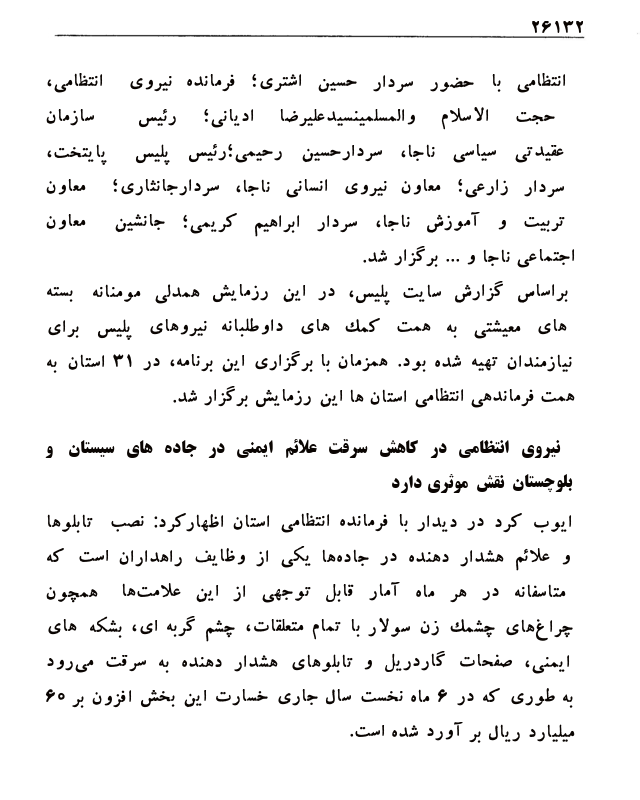 ۲۶۱۳۲
انتظامی با حضور سردار حسین اشتری؛ فرمانده نیروی انتظامی،
حجت الاسلام والمسلمینسیدعلیرضا ادیانی؛ رئیس سازمان
عقیدتی سیاسی ناجا، سردارحسین رحیمی؛رئیس پلیس پایتخت،
سردار زارعی؛ معاون نیروی انسانی ناجا، سردارجانثاری؛ معاون
تربیت و آموزش ناجا، سردار ابراهیم کریمی؛ جانشین معاون
اجتماعی ناجا و ... برگزار شد.
براساس گزارش سایت پلیس، در این رزمایش همدلی مومنانه بسته
های معیشتی به همت کمك های داوطلبانه نیروهای پلیس برای
نیازمندان تهیه شده بود. همزمان با برگزاری این برنامه، در ۳۱ استان به
همت فرماندهی انتظامی استان ها این رزمایش برگزار شد.
نیروی انتظامی در کاهش سرقت علائم ایمنی در جاده های سیستان و
بلوچستان نقش موثری دارد
ایوب کرد در دیدار با فرمانده انتظامی استان اظهارکرد: نصب تابلوها
و علائم هشدار دهنده در جاده‌ها یکی از وظایف راهداران است که
متاسفانه در هر ماه آمار قابل توجهی از این علامت‌ها همچون
چراغ‌های چشمك زن سولار با تمام متعلقات، چشم گربه ای، بشکه های
ایمنی، صفحات گاردریل و تابلوهای هشدار دهنده به سرقت می‌رود
به طوری که در ۶ ماه نخست سال جاری خسارت این بخش افزون بر ۶۰
میلیارد ریال بر آورد شده است.